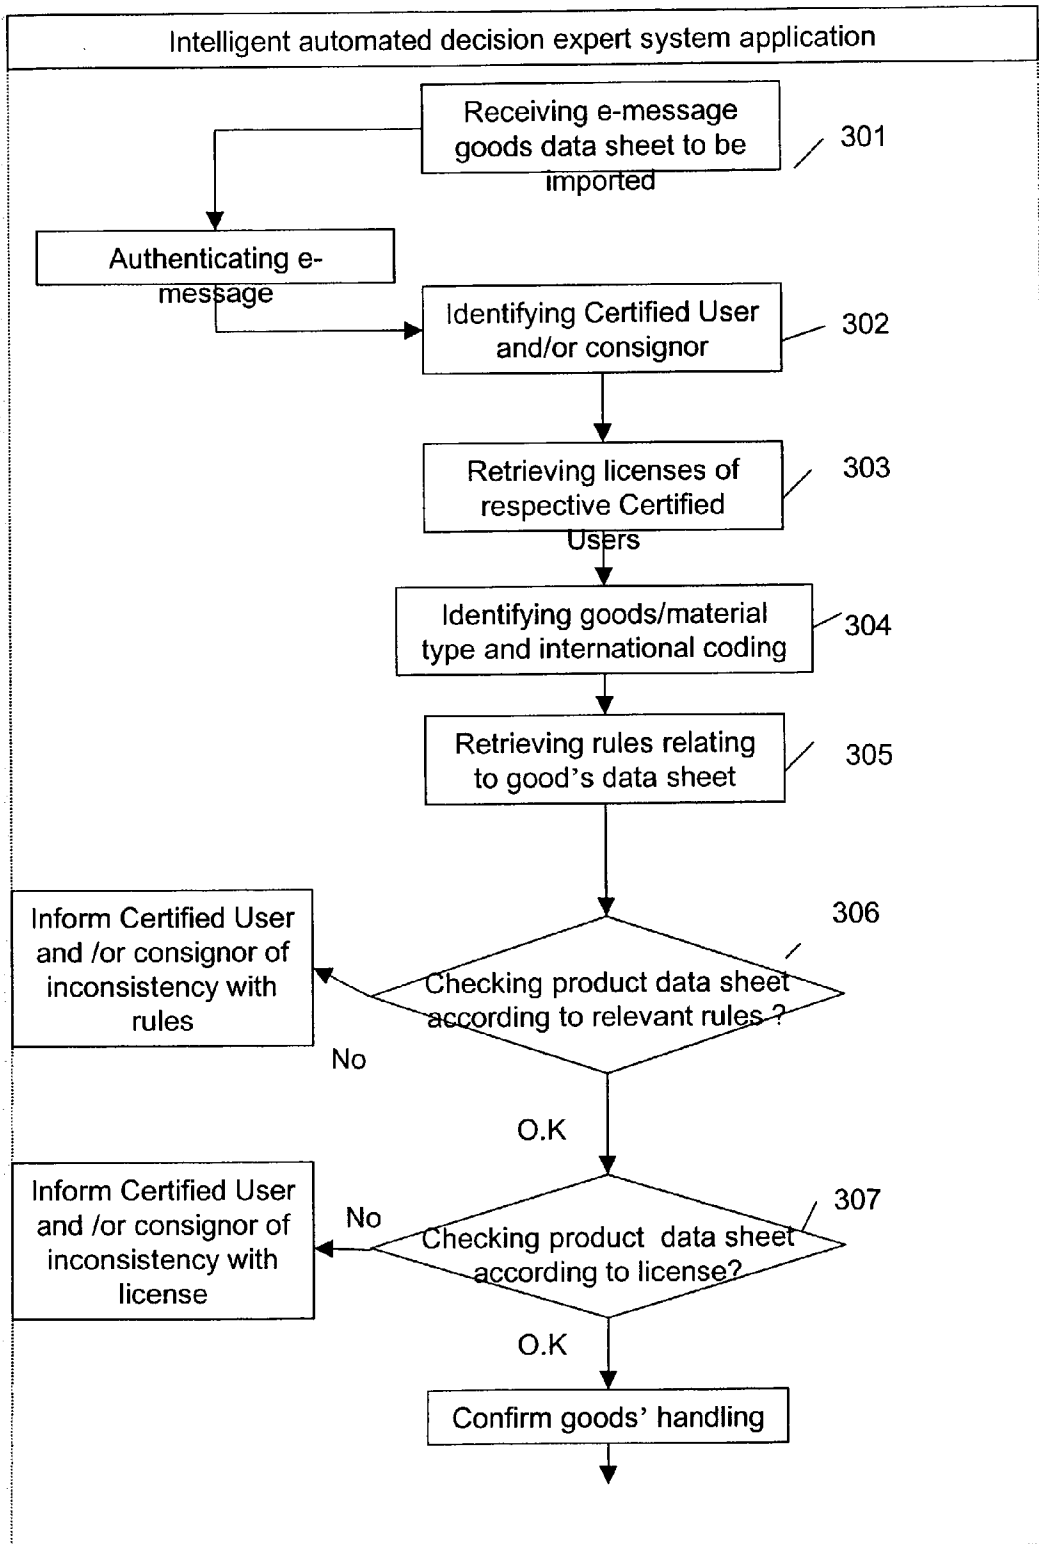 Intelligent automated decision expert system application
Receiving e-message
goods data sheet to be
imported
301
Authenticating e-
message
Identifying Certified User
and/or consignor
302
Retrieving licenses of
respective Certified
Users
303
Identifying goods/material
type and international coding
304
Retrieving rules relating
to good's data sheet
305
306
Inform Certified User
and /or consignor of
inconsistency with
rules
Checking product data sheet
according to relevant rules ?
No
O.K
Inform Certified User
and /or consignor of
inconsistency with
license
No
307
Checking product data sheet
according to license?
O.K
Confirm goods' handling